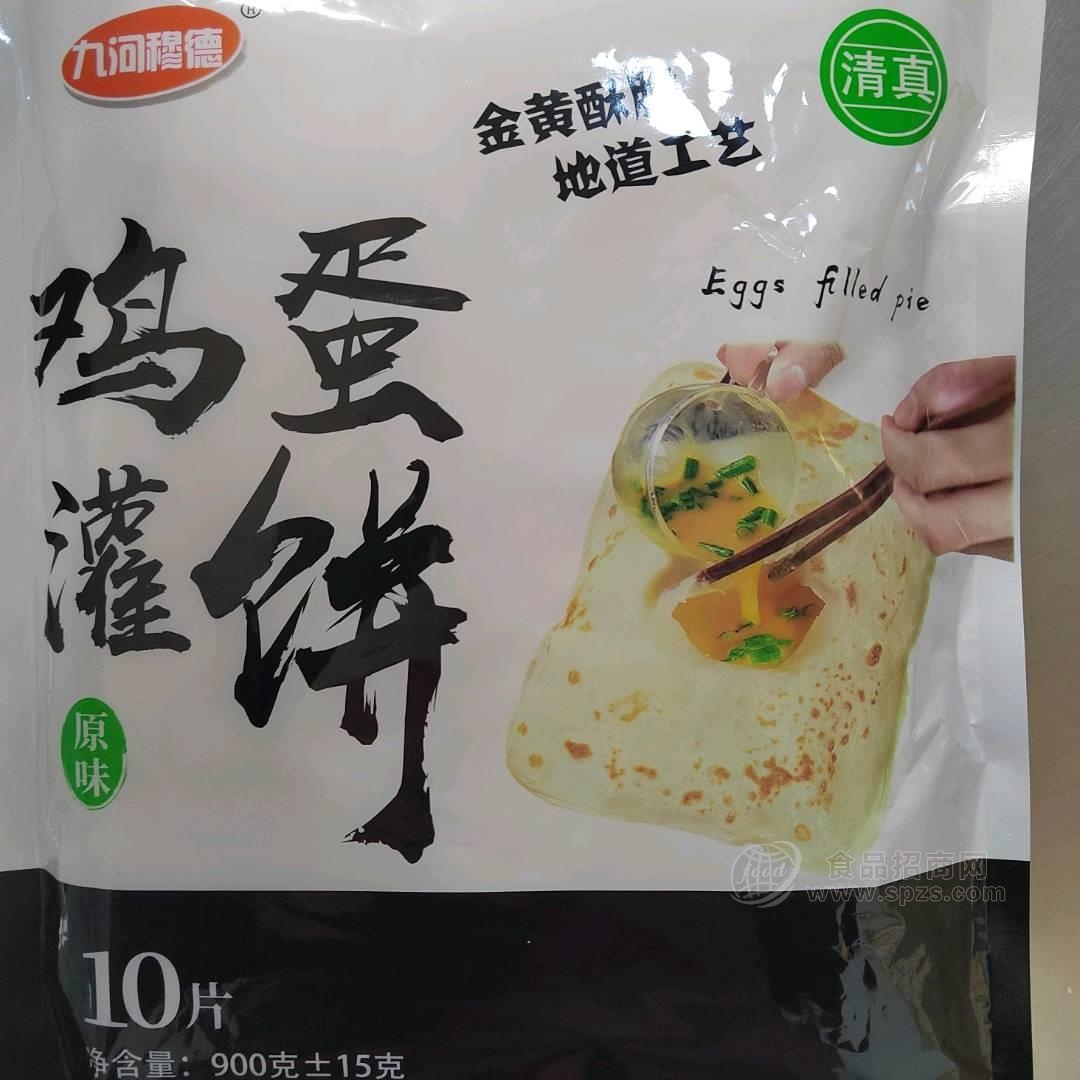 九河穆德
®
清真
金黄酥
地道工艺
Eggs filled pie
鸡蛋
灌饼
原味
食品招商网
www.spzs.com
10片
净含量：900克±15克